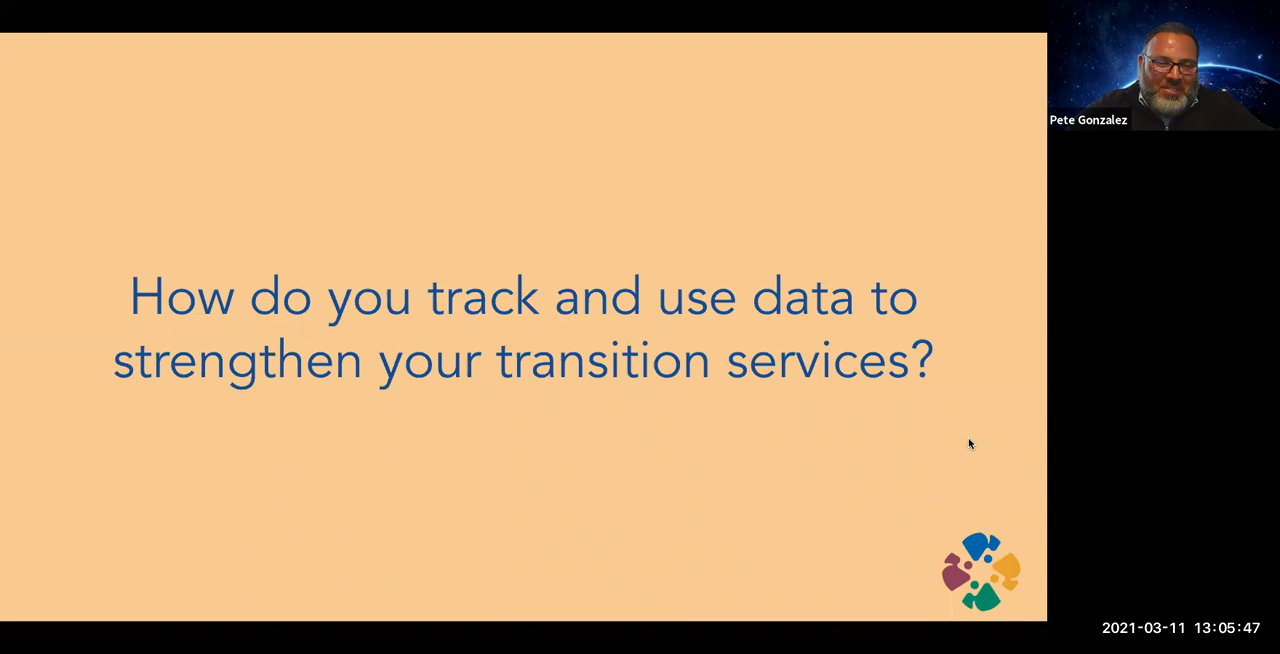 How do you track and use data to
strengthen your transition services?
Pete Gonzalez
2021-03-11 13:05:47